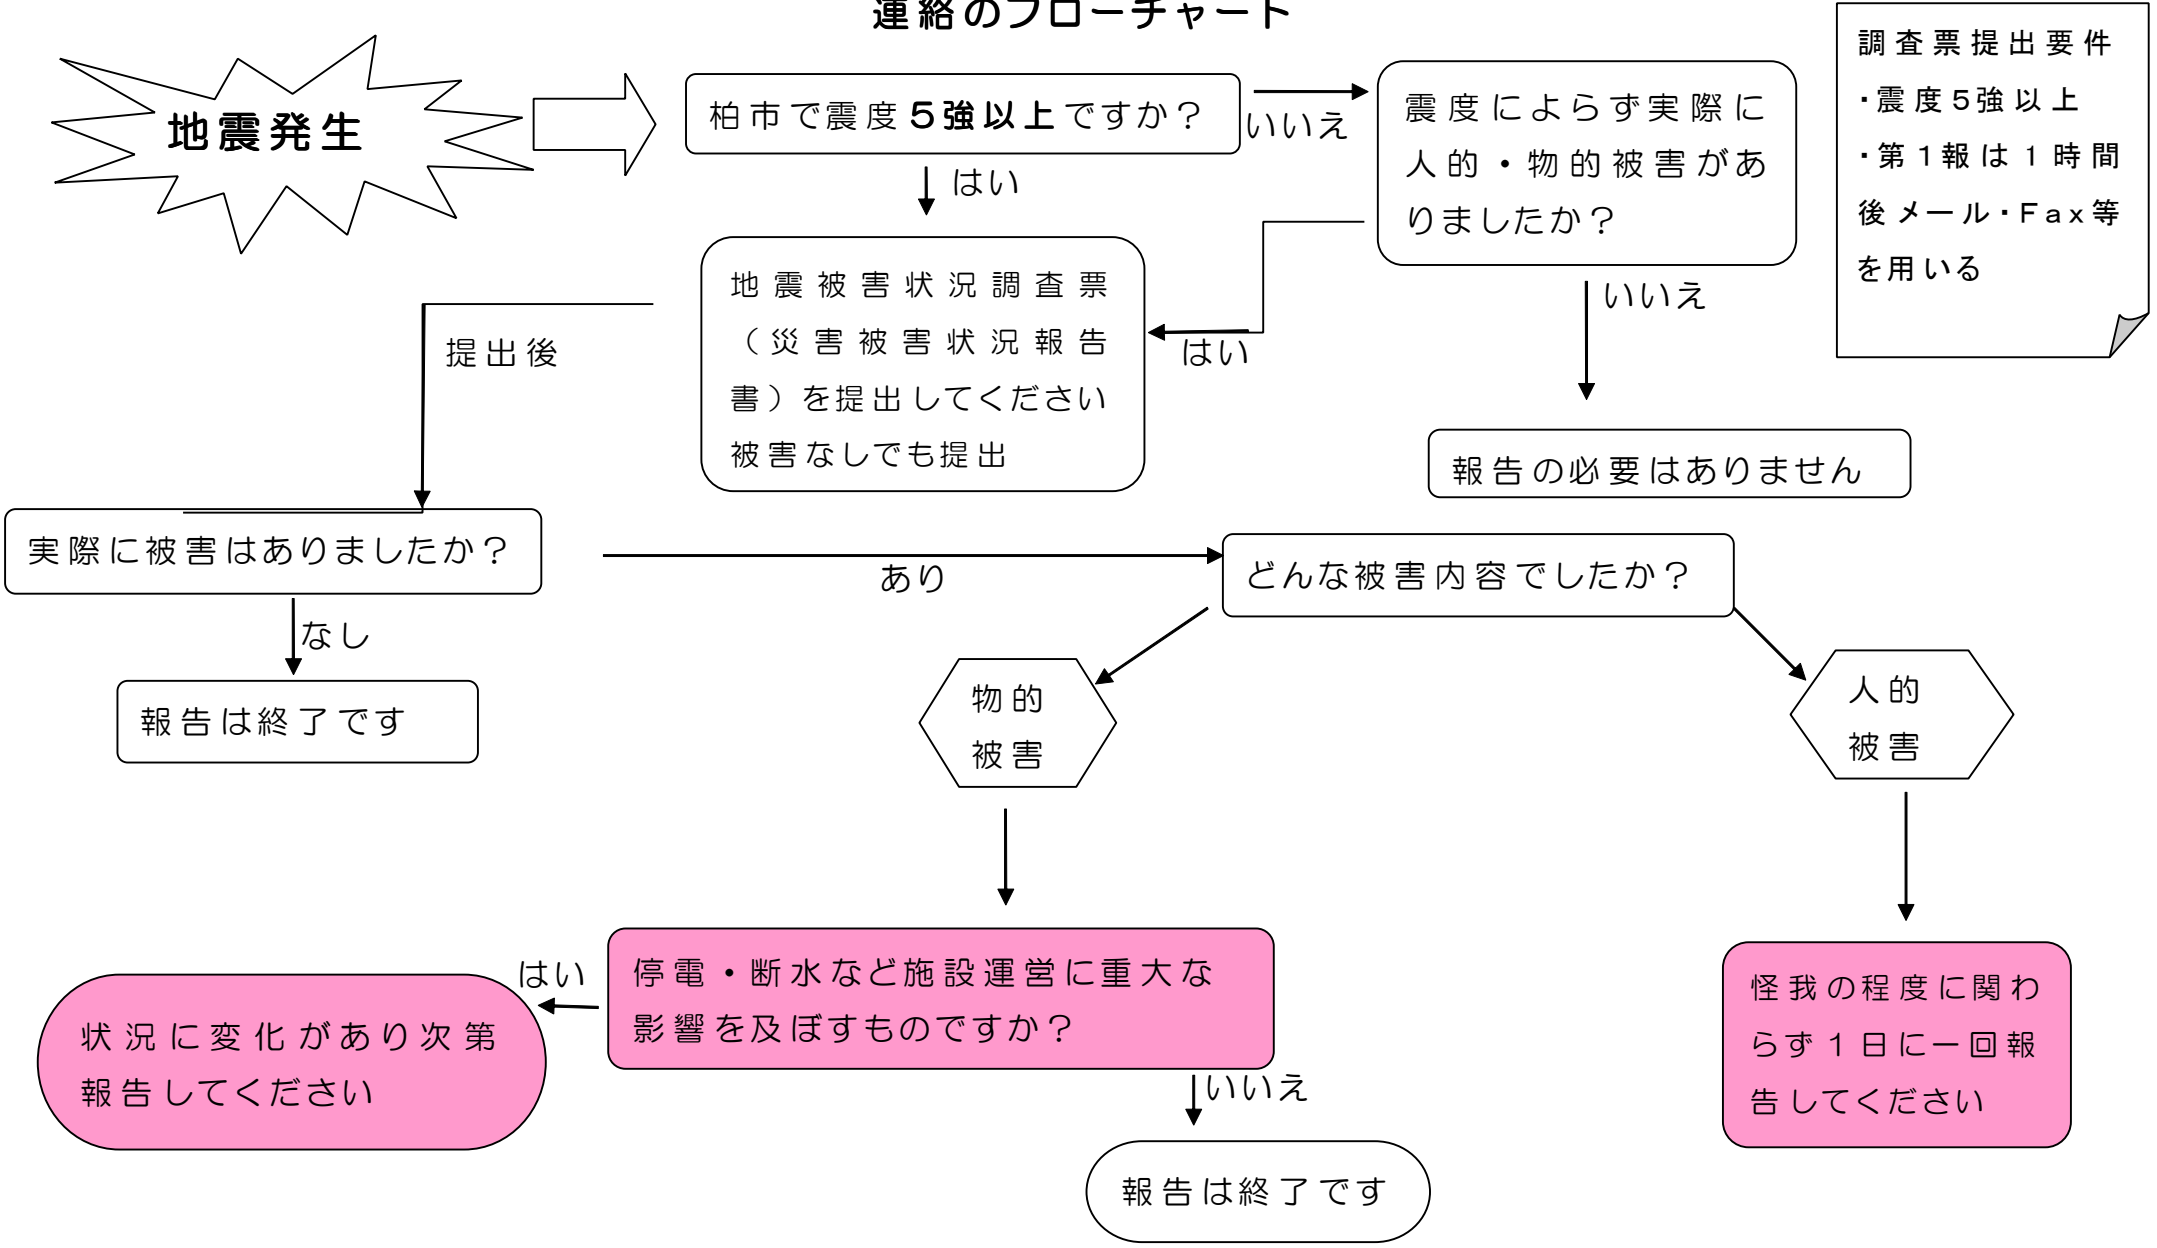 連絡のフローチャート
地震発生
柏市で震度5強以上ですか？
いいえ
はい
震度によらず実際に
人的・物的被害があ
りましたか？
調査票提出要件
・震度5強以上
・第1報は1時間
後メール・Fax等
を用いる
いいえ
はい
地震被害状況調査票
（災害被害状況報告
書）を提出してください
被害なしでも提出
提出後
報告の必要はありません
実際に被害はありましたか？
あり
どんな被害内容でしたか？
なし
報告は終了です
物的
被害
人的
被害
停電・断水など施設運営に重大な
影響を及ぼすものですか？
はい
状況に変化があり次第
報告してください
いいえ
報告は終了です
怪我の程度に関わ
らず1日に一回報
告してください